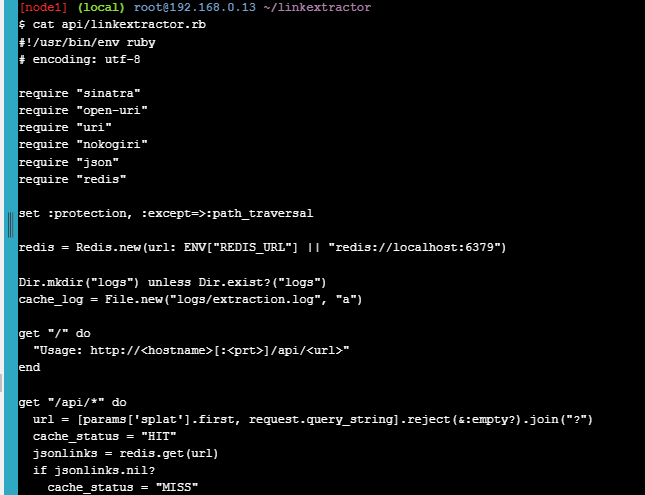 [node1] (local) root@192.168.0.13 ~/linkextractor
$ cat api/linkextractor.rb
#!/usr/bin/env ruby
# encoding: utf-8
require "sinatra"
require "open-uri"
require "uri"
require "nokogiri"
require "json"
require "redis"
set :protection, :except=>:path_traversal
redis = Redis.new(url: ENV["REDIS_URL"] || "redis://localhost:6379")
Dir.mkdir("logs") unless Dir.exist?("logs")
cache_log = File.new("logs/extraction.log", "a")
get "/" do
  "Usage: http://<hostname>[:<prt>]/api/<url>"
end
get "/api/*" do
  url = [params['splat'].first, request.query_string].reject(&:empty?).join("?")
  cache_status = "HIT"
  jsonlinks = redis.get(url)
  if jsonlinks.nil?
    cache_status = "MISS"